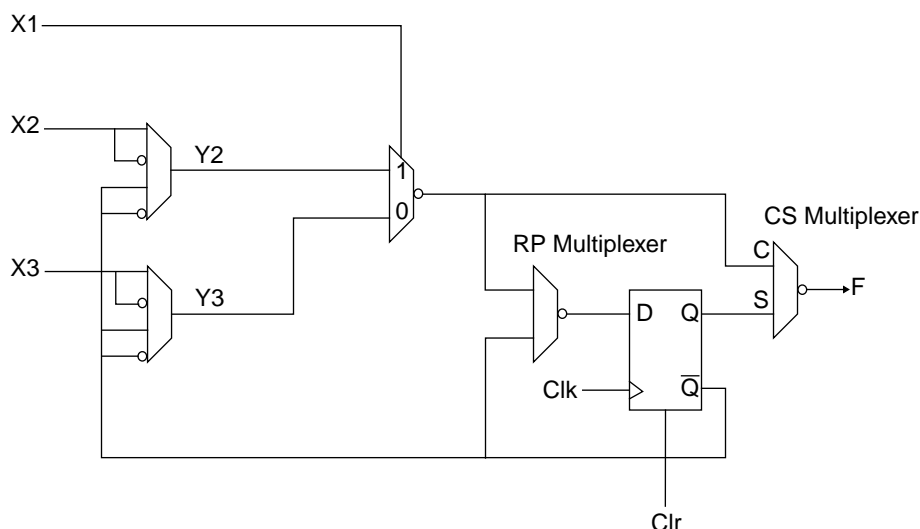 X1
X2
Y2
1
0
CS Multiplexer
RP Multiplexer
C
X3
Y3
S
F
D
Q
Clk
Q̅
Clr